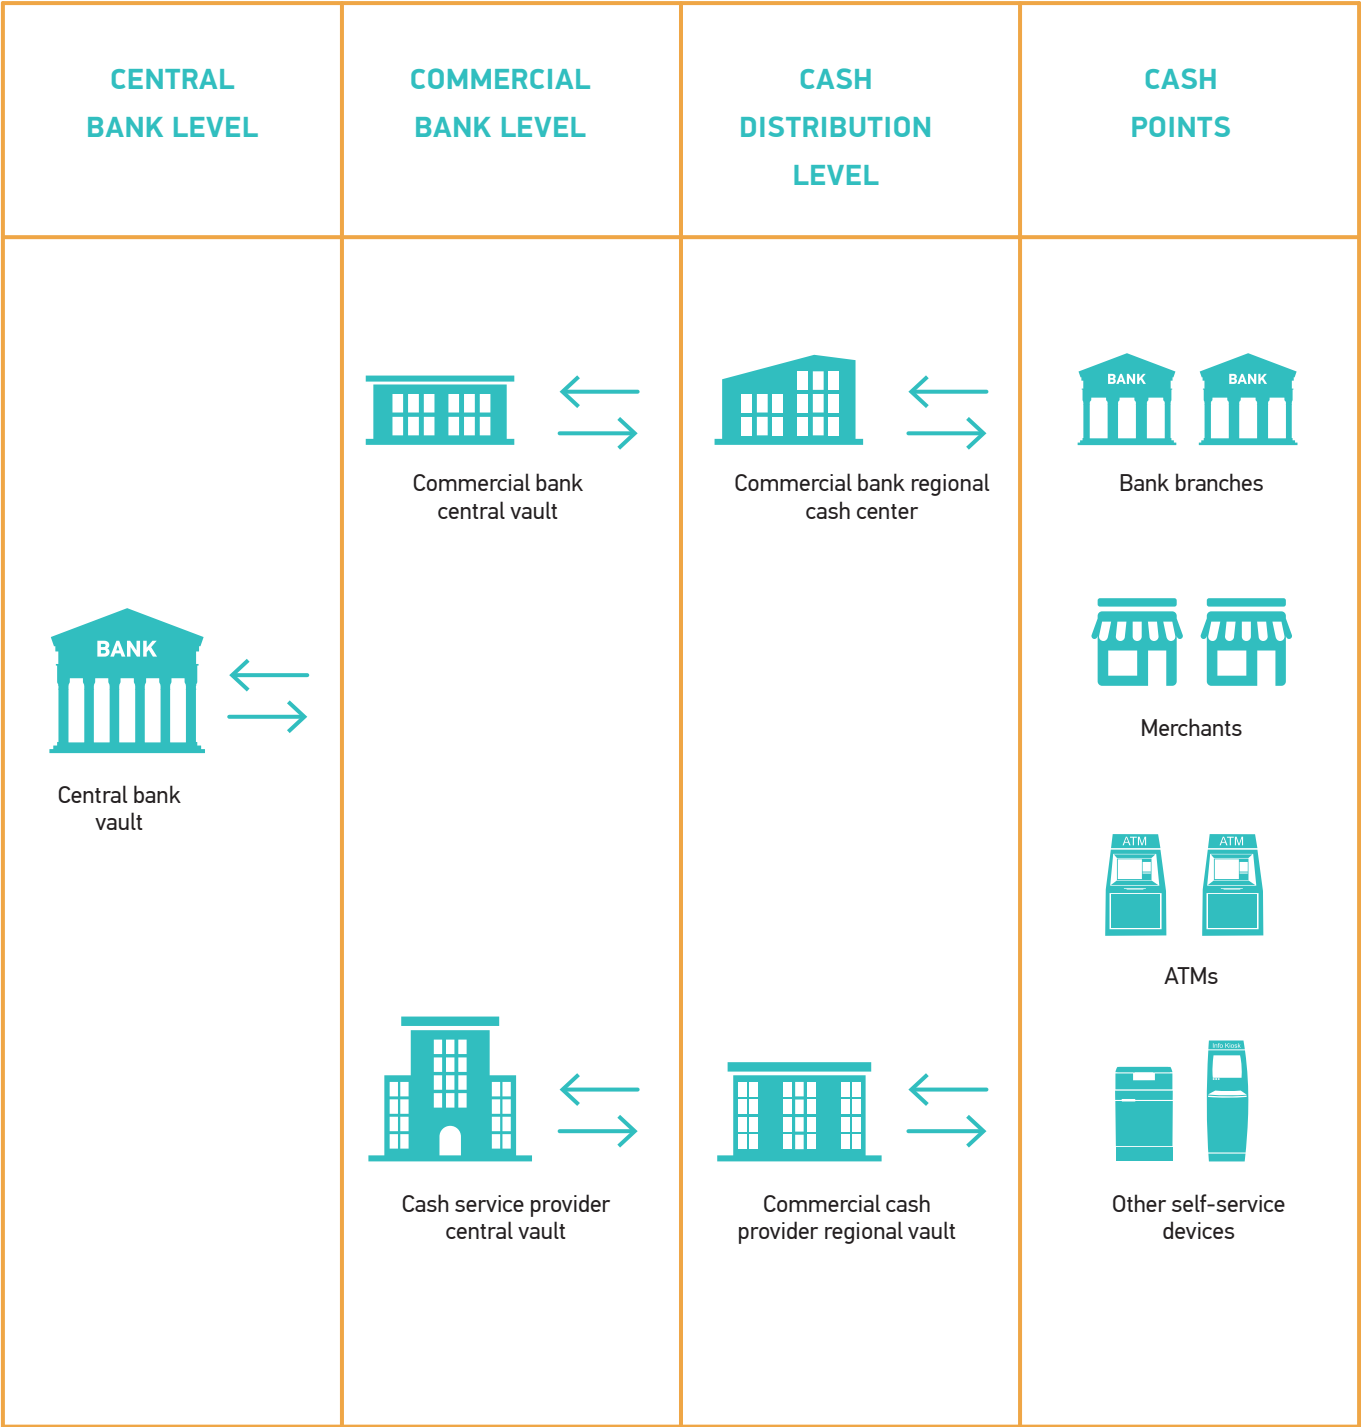 CENTRAL
BANK LEVEL
COMMERCIAL
BANK LEVEL
CASH
DISTRIBUTION
LEVEL
CASH
POINTS
BANK
Central bank
vault
Commercial bank
central vault
Cash service provider
central vault
Commercial bank regional
cash center
Commercial cash
provider regional vault
BANK
BANK
Bank branches
Merchants
ATM
ATM
ATMs
Info Kiosk
Other self-service
devices